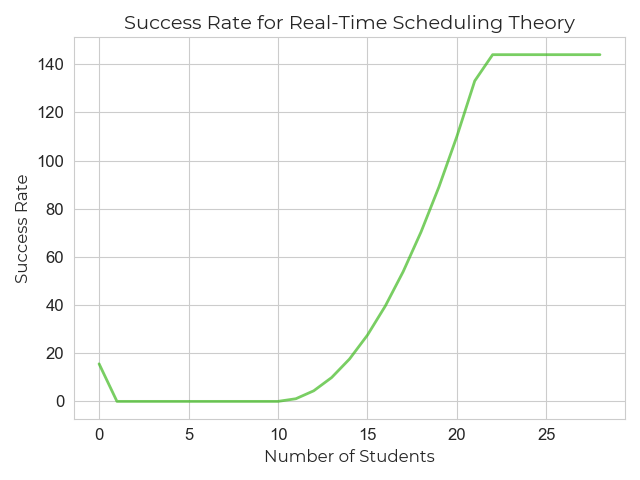 Success Rate for Real-Time Scheduling Theory
140
120
100
80
60
40
20
0
Success Rate
0 5 10 15 20 25
Number of Students